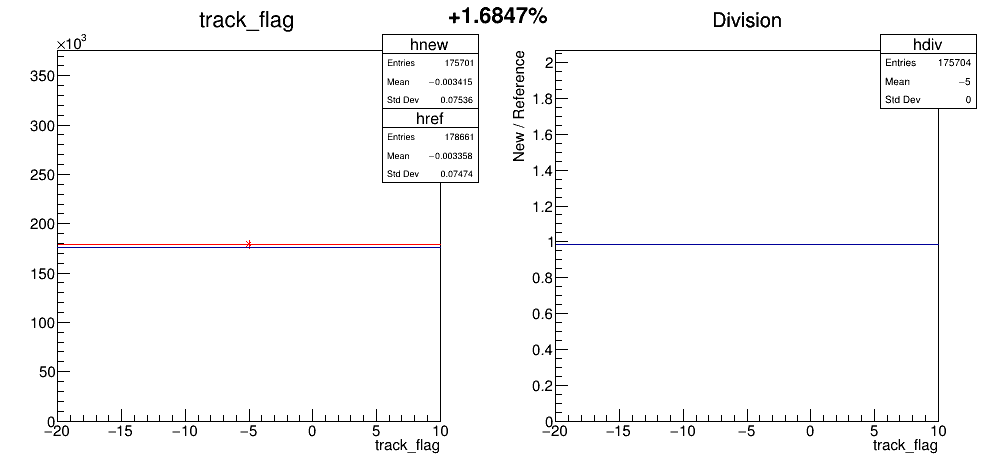 track_flag
+1.6847%
Division
×10³
hnew
Entries 175701
Mean −0.003415
Std Dev 0.07536
href
Entries 178661
Mean −0.003358
Std Dev 0.07474
350
300
250
200
150
100
50
0
−20 −15 −10 −5 0 5 10
track_flag
hdiv
Entries 175704
Mean −5
Std Dev 0
New / Reference
2
1.8
1.6
1.4
1.2
1
0.8
0.6
0.4
0.2
0
−20 −15 −10 −5 0 5 10
track_flag